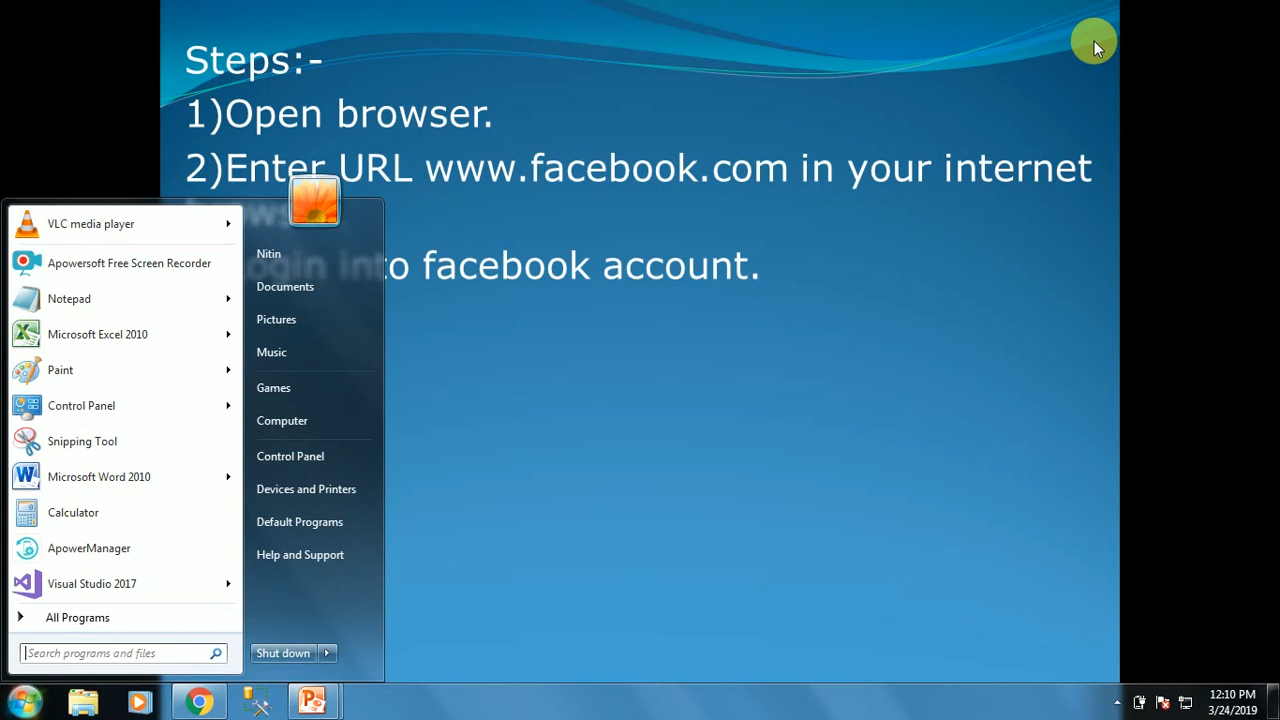 Steps:-
1)Open browser.
2)Enter URL www.facebook.com in your internet
into facebook account.
VLC media player
Apowersoft Free Screen Recorder
Notepad
Microsoft Excel 2010
Paint
Control Panel
Snipping Tool
Microsoft Word 2010
Calculator
ApowerManager
Visual Studio 2017
All Programs
Search programs and files
Nitin
Documents
Pictures
Music
Games
Computer
Control Panel
Devices and Printers
Default Programs
Help and Support
Shut down
12:10 PM
3/24/2019